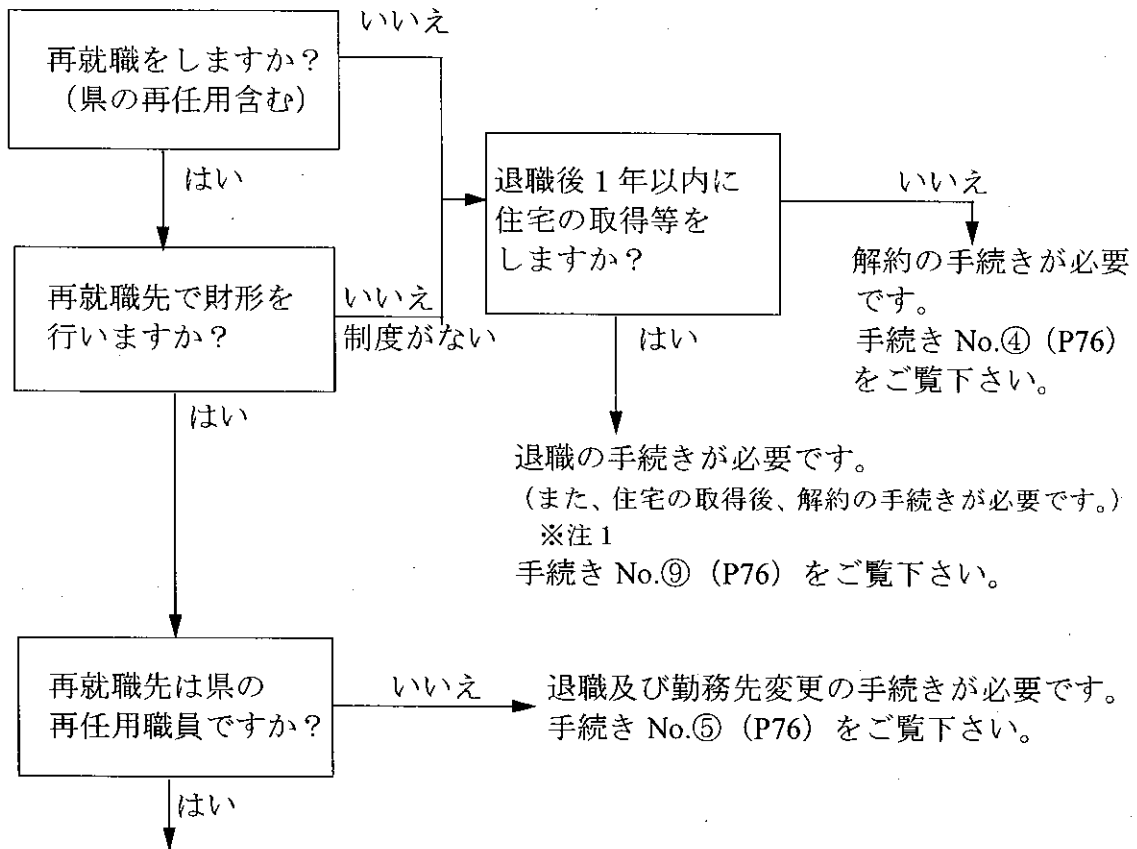 いいえ
再就職をしますか？
（県の再任用含む）
はい
退職後１年以内に
住宅の取得等を
しますか？
いいえ
解約の手続きが必要
です。
手続き No.④（P76）
をご覧下さい。
再就職先で財形を
行いますか？
いいえ
制度がない
はい
はい
退職の手続きが必要です。
（また、住宅の取得後、解約の手続きが必要です。）
※注１
手続き No.⑨（P76）をご覧下さい。
再就職先は県の
再任用職員ですか？
いいえ
退職及び勤務先変更の手続きが必要です。
手続き No.⑤（P76）をご覧下さい。
はい